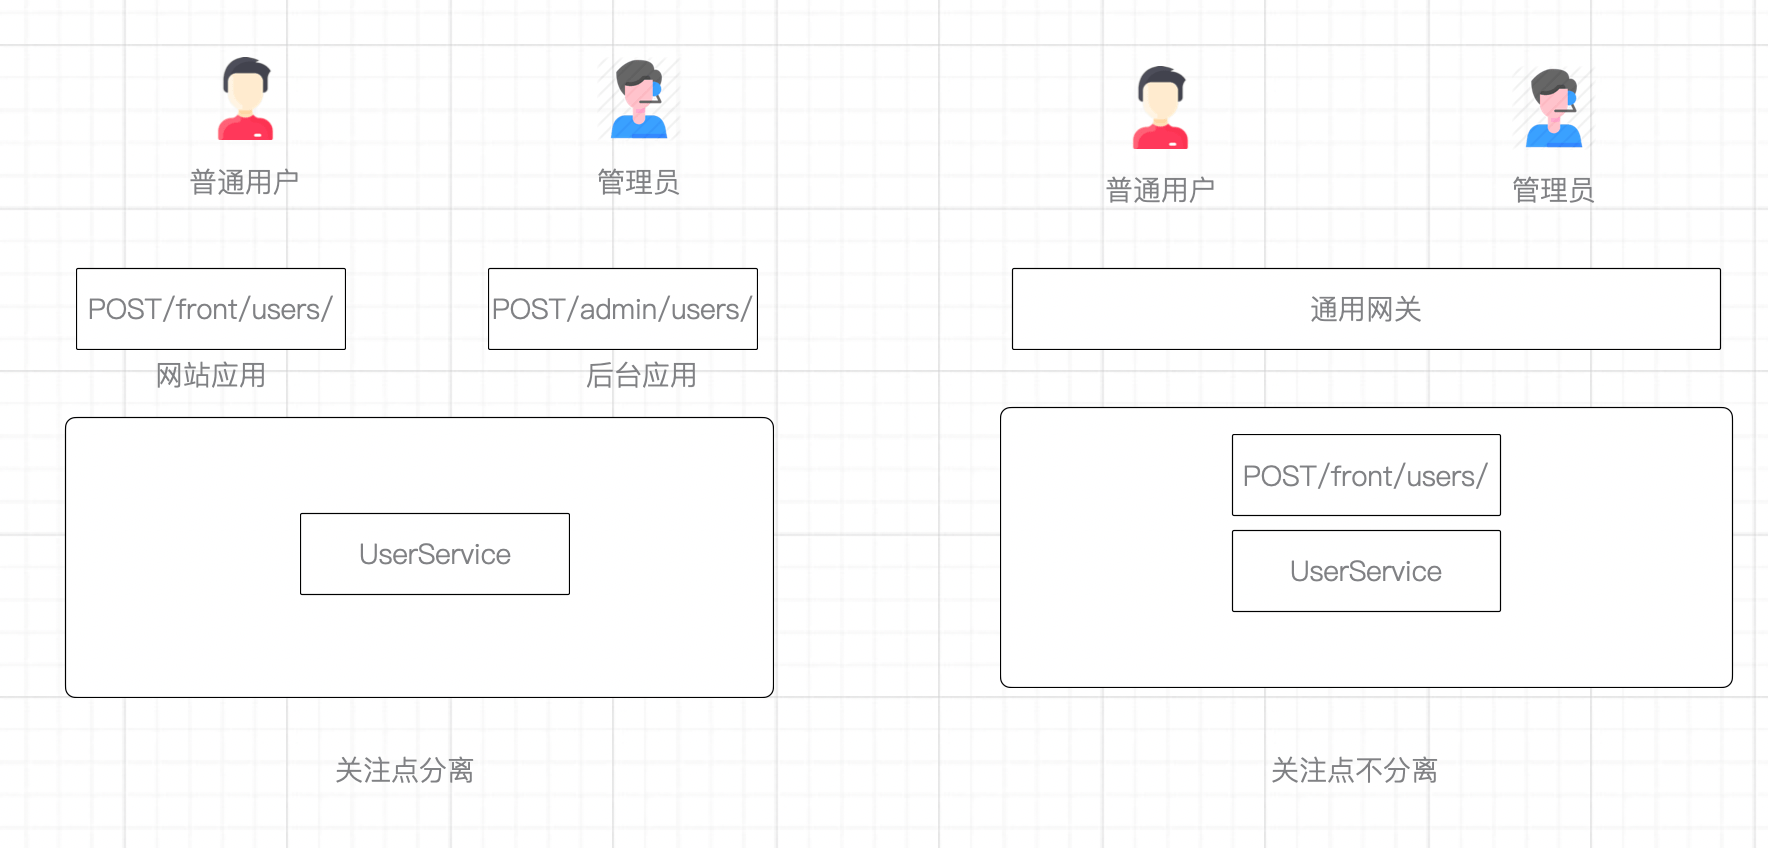 普通用户
管理员
POST/front/users/
POST/admin/users/
网站应用
后台应用
UserService
关注点分离
普通用户
管理员
通用网关
POST/front/users/
UserService
关注点不分离